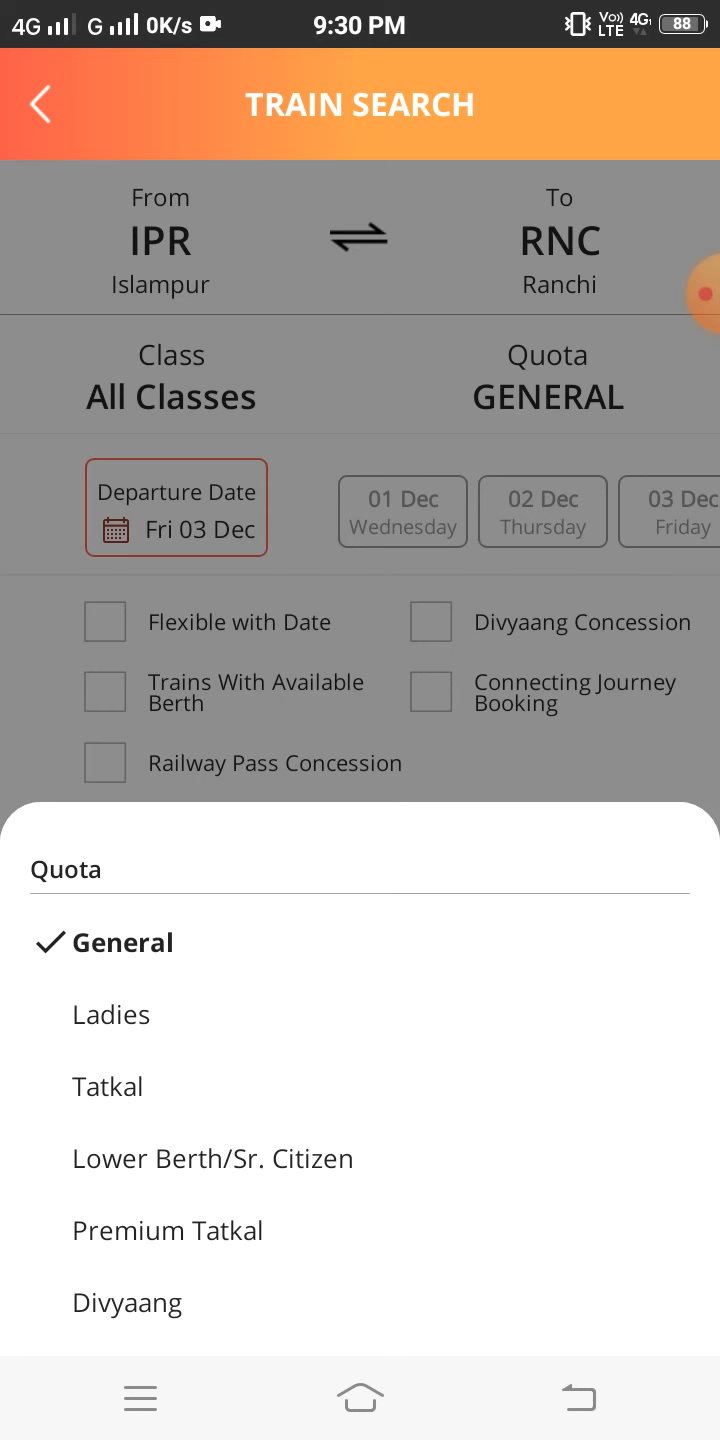 4G G 0K/s 9:30 PM Vo)) LTE 4G 88
TRAIN SEARCH
From To
IPR RNC
Islampur Ranchi
Class Quota
All Classes GENERAL
Departure Date
Fri 03 Dec
01 Dec 02 Dec 03 Dec
Wednesday Thursday Friday
Flexible with Date Divyaang Concession
Trains With Available
Berth
Connecting Journey
Booking
Railway Pass Concession
Quota
General
Ladies
Tatkal
Lower Berth/Sr. Citizen
Premium Tatkal
Divyaang